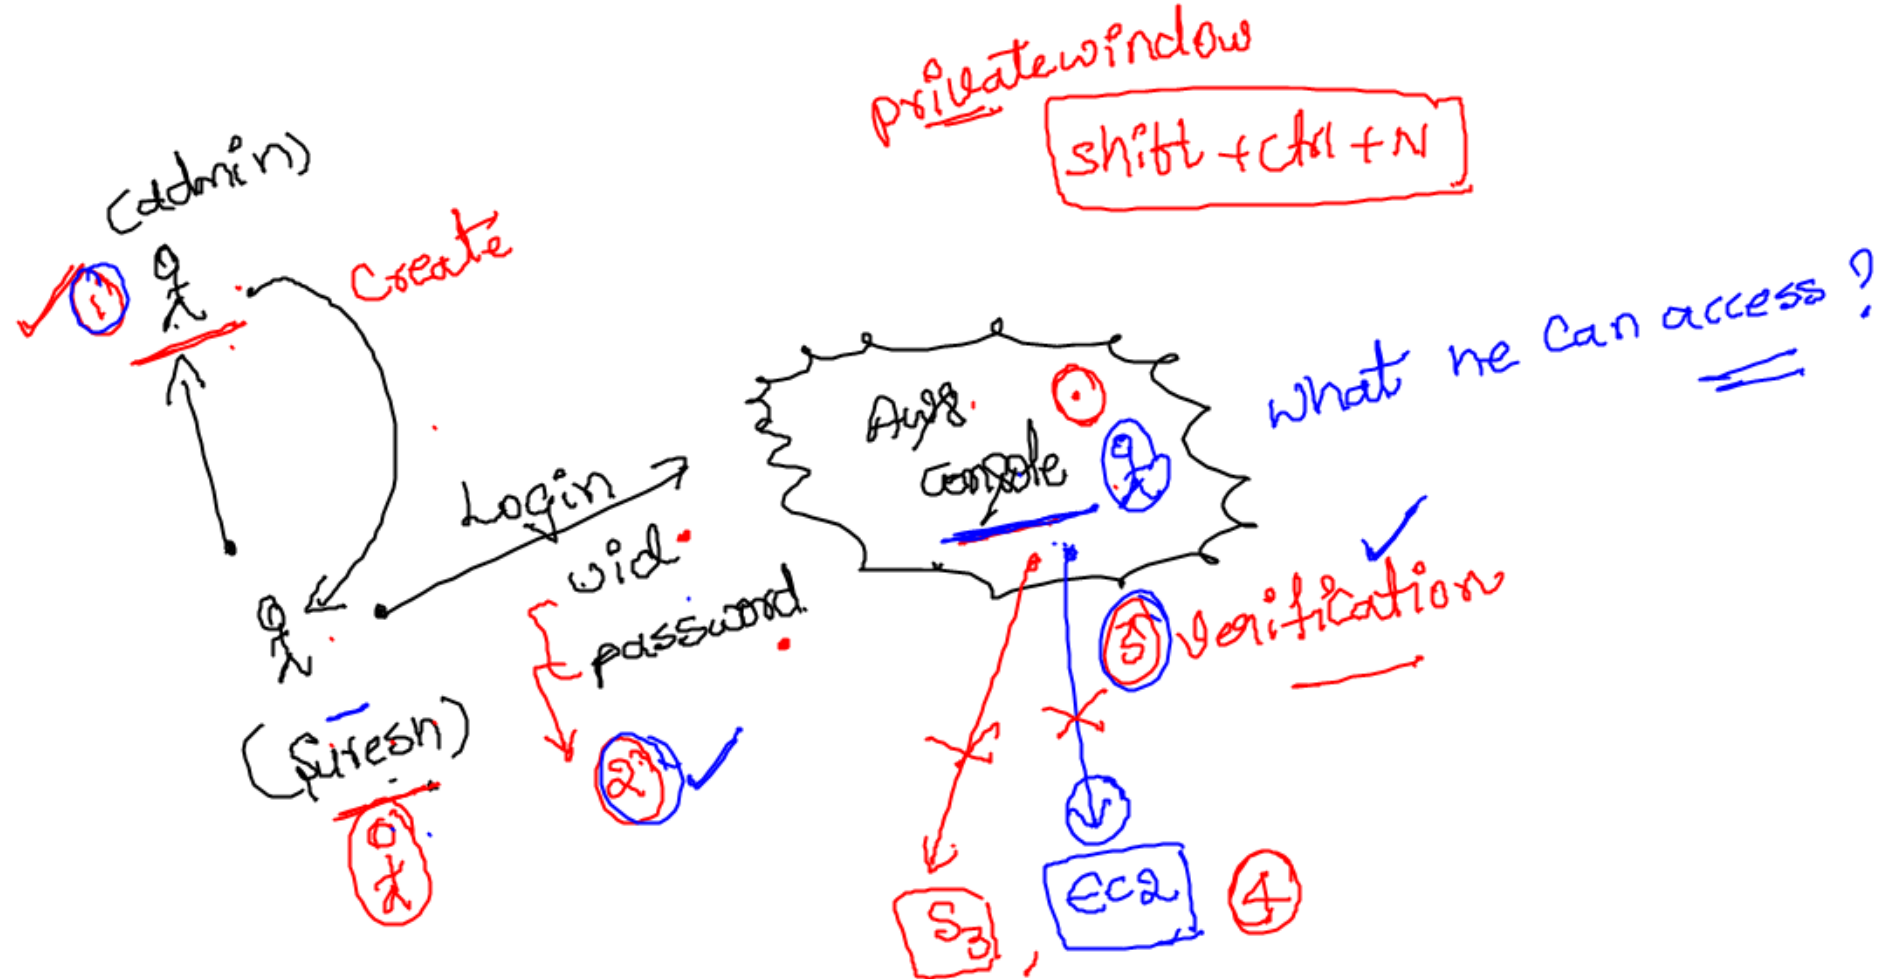 privatewindow
shift + ctrl + N
(admin)
1
Create
What he can access?
Aws
console
Login
uid
password
5 Verification
(Suresh)
2
S3, EC2 4